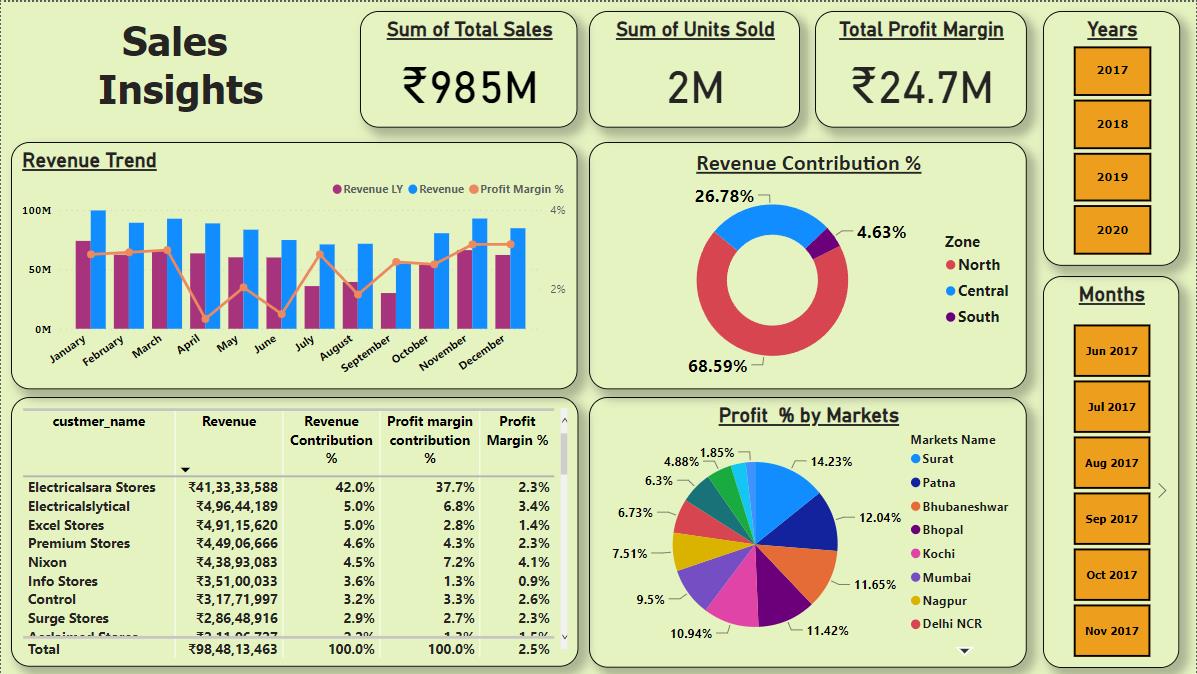 Sales
Insights
Sum of Total Sales
₹985M
Sum of Units Sold
2M
Total Profit Margin
₹24.7M
Years
2017
2018
2019
2020
Revenue Trend
Revenue LY Revenue Profit Margin %
100M
50M
0M
4%
2%
January February March April May June July August September October November December
Revenue Contribution %
26.78%
4.63%
68.59%
Zone
North
Central
South
Months
Jun 2017
Jul 2017
Aug 2017
Sep 2017
Oct 2017
Nov 2017
custmer_name Revenue Revenue Contribution % Profit margin contribution % Profit Margin %
Electricalsara Stores ₹41,33,33,588 42.0% 37.7% 2.3%
Electricalslytical ₹4,96,44,189 5.0% 6.8% 3.4%
Excel Stores ₹4,91,15,620 5.0% 2.8% 1.4%
Premium Stores ₹4,49,06,666 4.6% 4.3% 2.3%
Nixon ₹4,38,93,083 4.5% 7.2% 4.1%
Info Stores ₹3,51,00,033 3.6% 1.3% 0.9%
Control ₹3,17,71,997 3.2% 3.3% 2.6%
Surge Stores ₹2,86,48,916 2.9% 2.7% 2.3%
Total ₹98,48,13,463 100.0% 100.0% 2.5%
Profit % by Markets
1.85%
4.88%
6.3%
6.73%
7.51%
9.5%
10.94%
11.42%
11.65%
12.04%
14.23%
Markets Name
Surat
Patna
Bhubaneshwar
Bhopal
Kochi
Mumbai
Nagpur
Delhi NCR